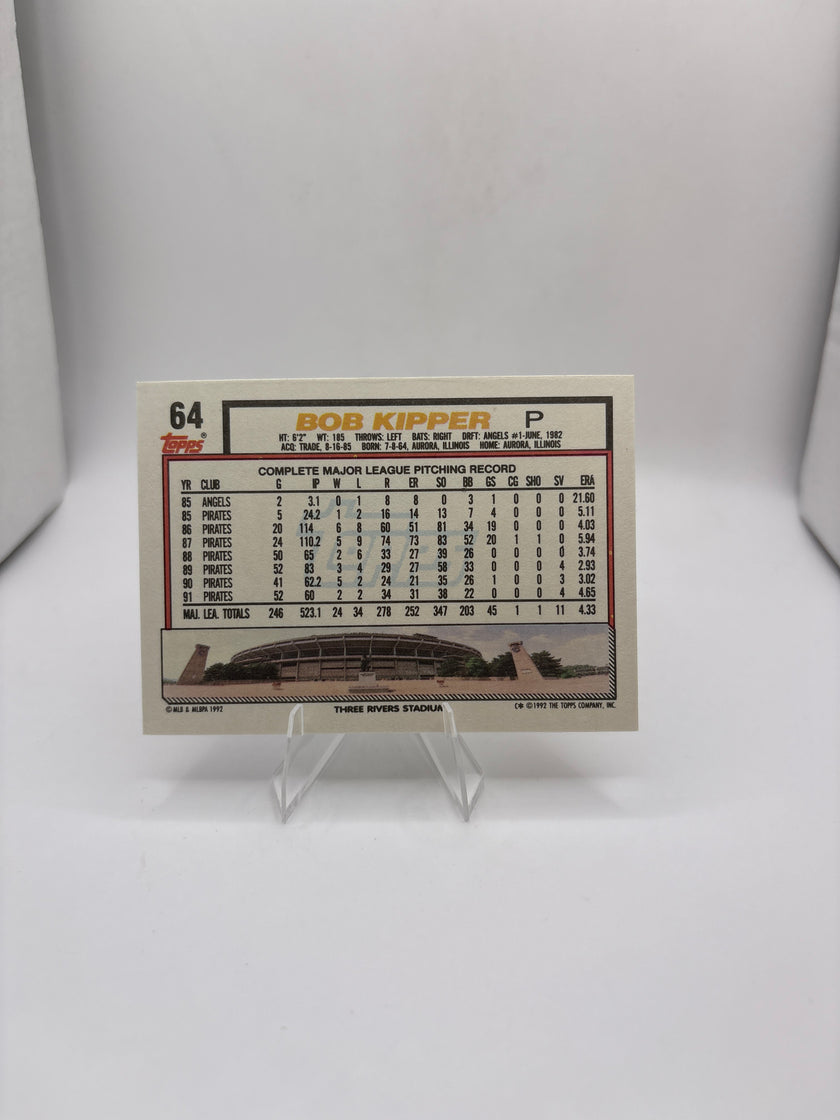 64
Topps®
BOB KIPPER P
HT: 6'2" WT: 185 THROWS: LEFT BATS: RIGHT DRFT: ANGELS #1-JUNE, 1982
ACQ: TRADE, 8-16-85 BORN: 7-8-64, AURORA, ILLINOIS HOME: AURORA, ILLINOIS
COMPLETE MAJOR LEAGUE PITCHING RECORD
YR CLUB G IP W L R ER SO BB GS CG SHO SV ERA
85 ANGELS 2 3.1 0 1 8 8 0 3 1 0 0 0 21.60
85 PIRATES 5 24.2 1 2 16 14 13 7 4 0 0 0 5.11
86 PIRATES 20 114 6 8 60 51 81 34 19 0 0 0 4.03
87 PIRATES 24 110.2 5 9 74 73 83 52 20 1 1 0 5.94
88 PIRATES 50 65 2 6 33 27 39 26 0 0 0 0 3.74
89 PIRATES 52 83 3 4 29 27 58 33 0 0 0 4 2.93
90 PIRATES 41 62.2 5 2 24 21 35 26 1 0 0 3 3.02
91 PIRATES 52 60 2 2 34 31 38 22 0 0 0 4 4.65
MAJ. LEA. TOTALS 246 523.1 24 34 278 252 347 203 45 1 1 11 4.33
Topps
© MLB & MLBPA 1992 THREE RIVERS STADIUM C* © 1992 THE TOPPS COMPANY, INC.